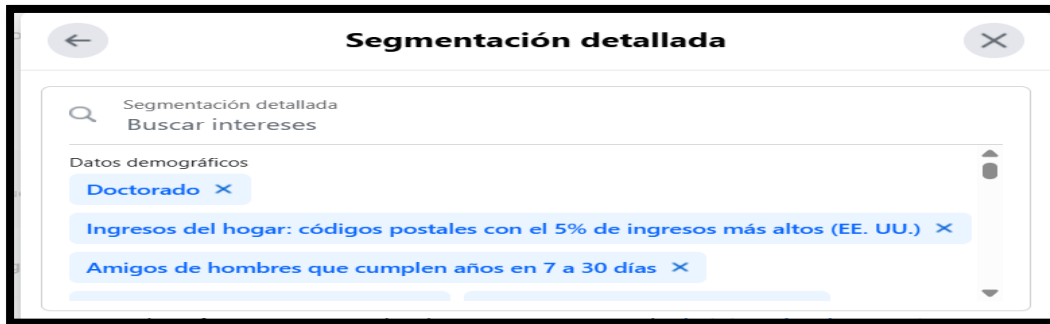 Segmentación detallada
Segmentación detallada
Buscar intereses
Datos demográficos
Doctorado
Ingresos del hogar: códigos postales con el 5% de ingresos más altos (EE. UU.)
Amigos de hombres que cumplen años en 7 a 30 días